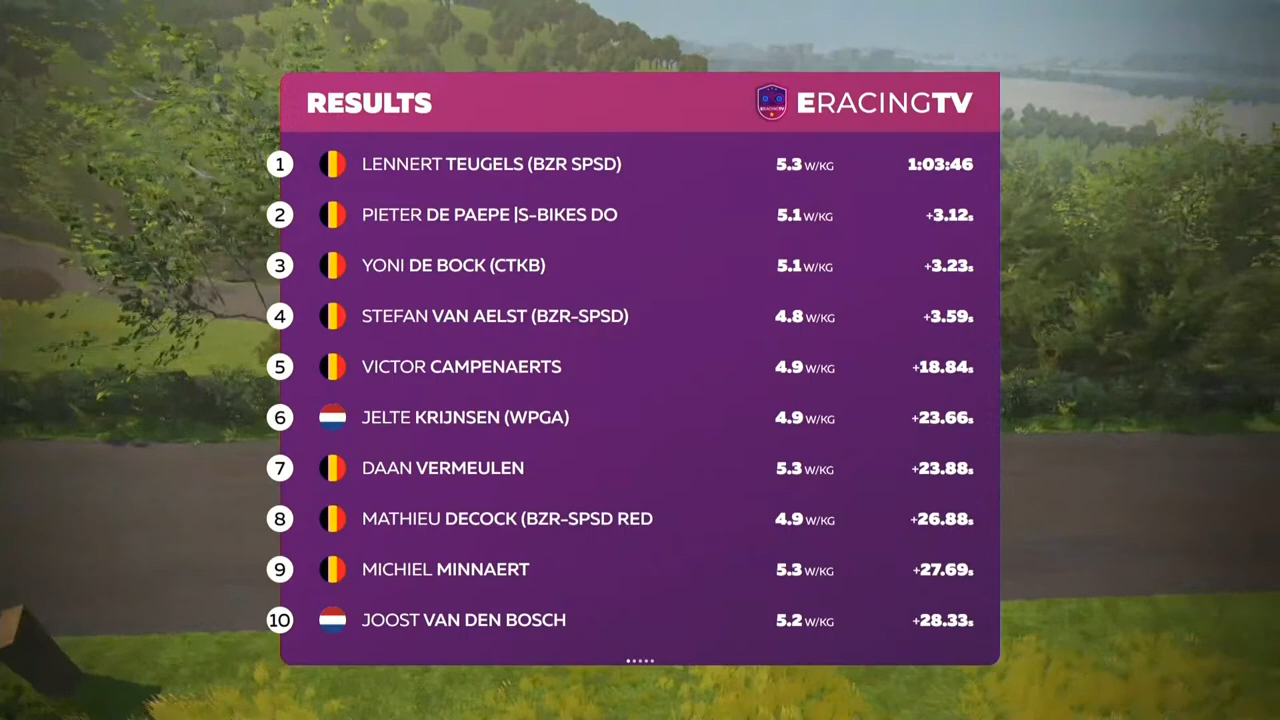 RESULTS ERACINGTV
1 LENNERT TEUGELS (BZR SPSD) 5.3 W/KG 1:03:46
2 PIETER DE PAEPE |S-BIKES DO 5.1 W/KG +3.12s
3 YONI DE BOCK (CTKB) 5.1 W/KG +3.23s
4 STEFAN VAN AELST (BZR-SPSD) 4.8 W/KG +3.59s
5 VICTOR CAMPENAERTS 4.9 W/KG +18.84s
6 JELTE KRIJNSEN (WPGA) 4.9 W/KG +23.66s
7 DAAN VERMEULEN 5.3 W/KG +23.88s
8 MATHIEU DECOCK (BZR-SPSD RED 4.9 W/KG +26.88s
9 MICHIEL MINNAERT 5.3 W/KG +27.69s
10 JOOST VAN DEN BOSCH 5.2 W/KG +28.33s